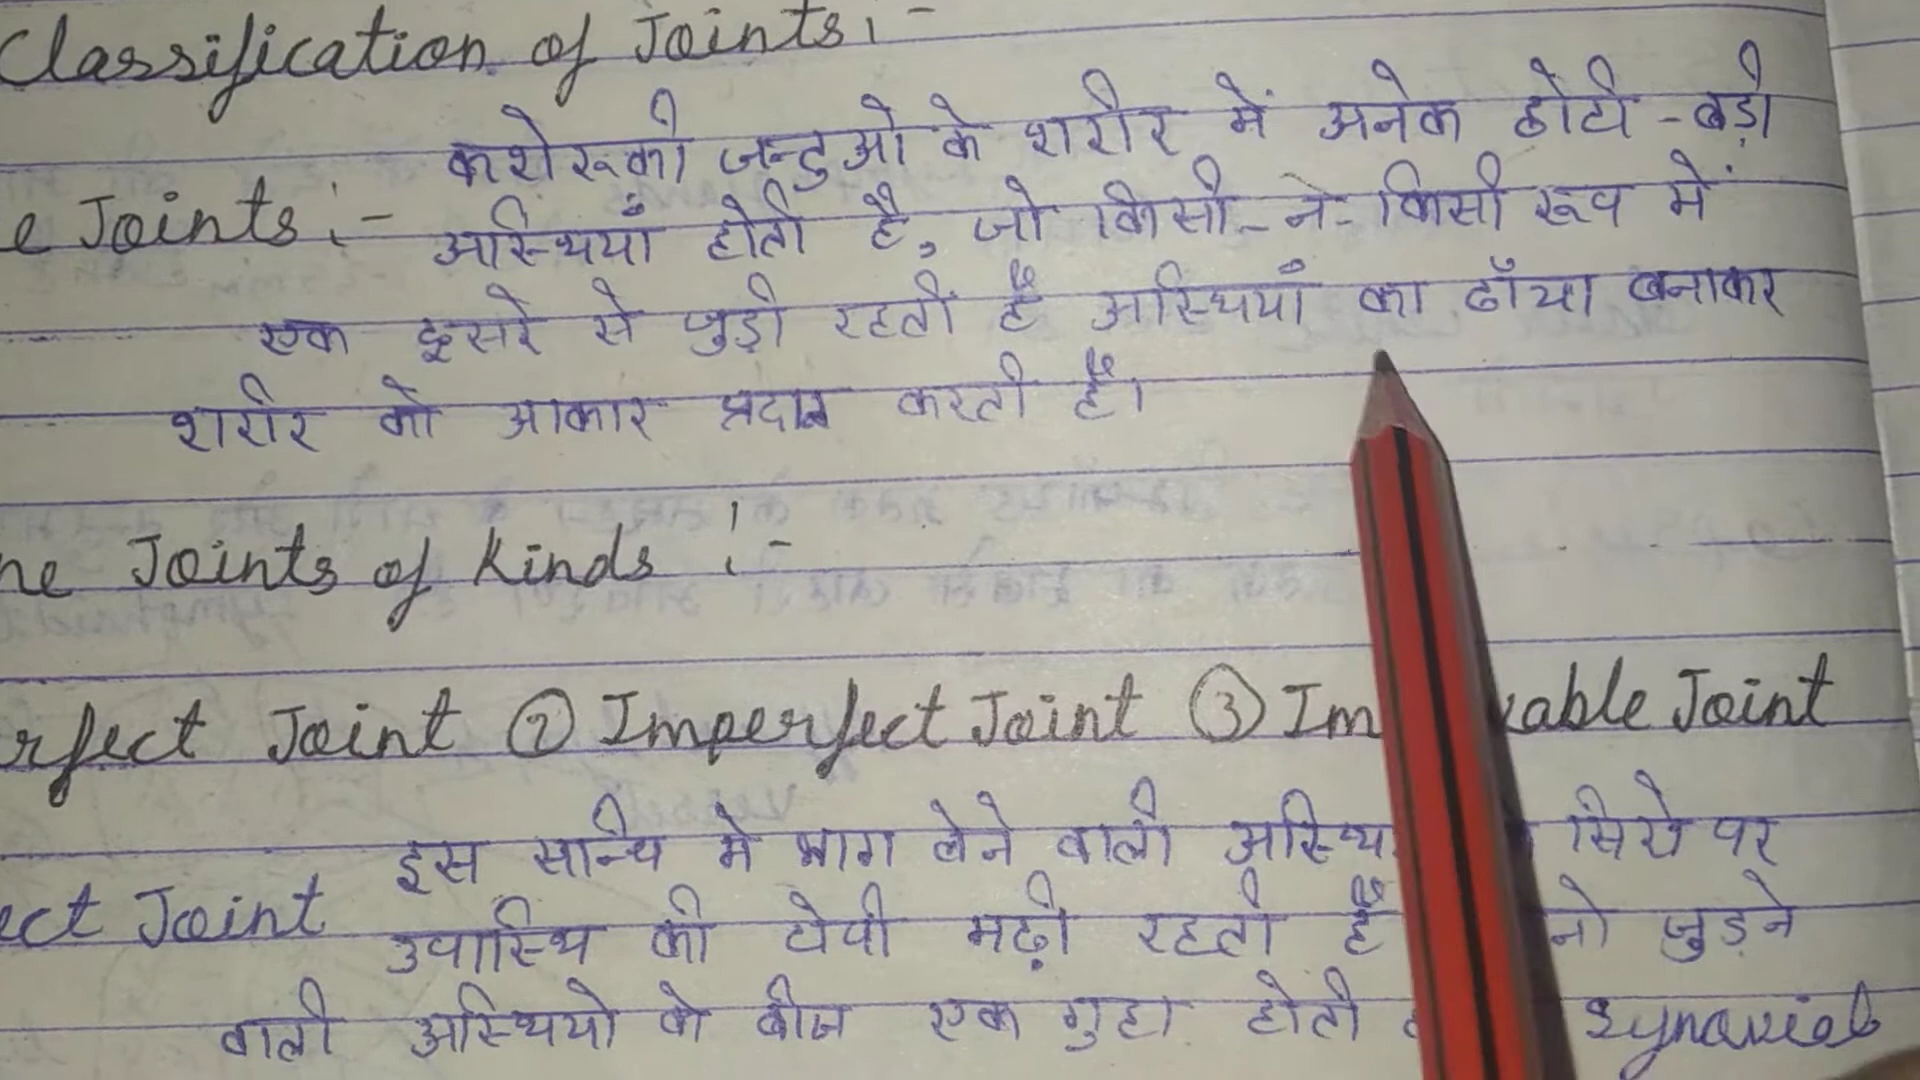 Classification of Joints:-
कशेरूकी जन्तुओ के शरीर में अनेक छोटी-बड़ी
e Joints:- अस्थियाँ होती है, जो किसी-ने-किसी रूप में
एक दूसरे से जुड़ी रहती हैं अस्थियाँ का ढाँचा बनाकर
शरीर को आकार प्रदान करती हैं।
ne Joints of Kinds :-
rfect Joint ② Imperfect Joint ③ Im vable Joint
इस सन्धि मे भाग लेने वाली अस्थि सिरो पर
ect Joint उपास्थि की टोपी मढ़ी रहती हैं नो जुड़ने
वाली अस्थियो के बीच एक गुहा होती synovial